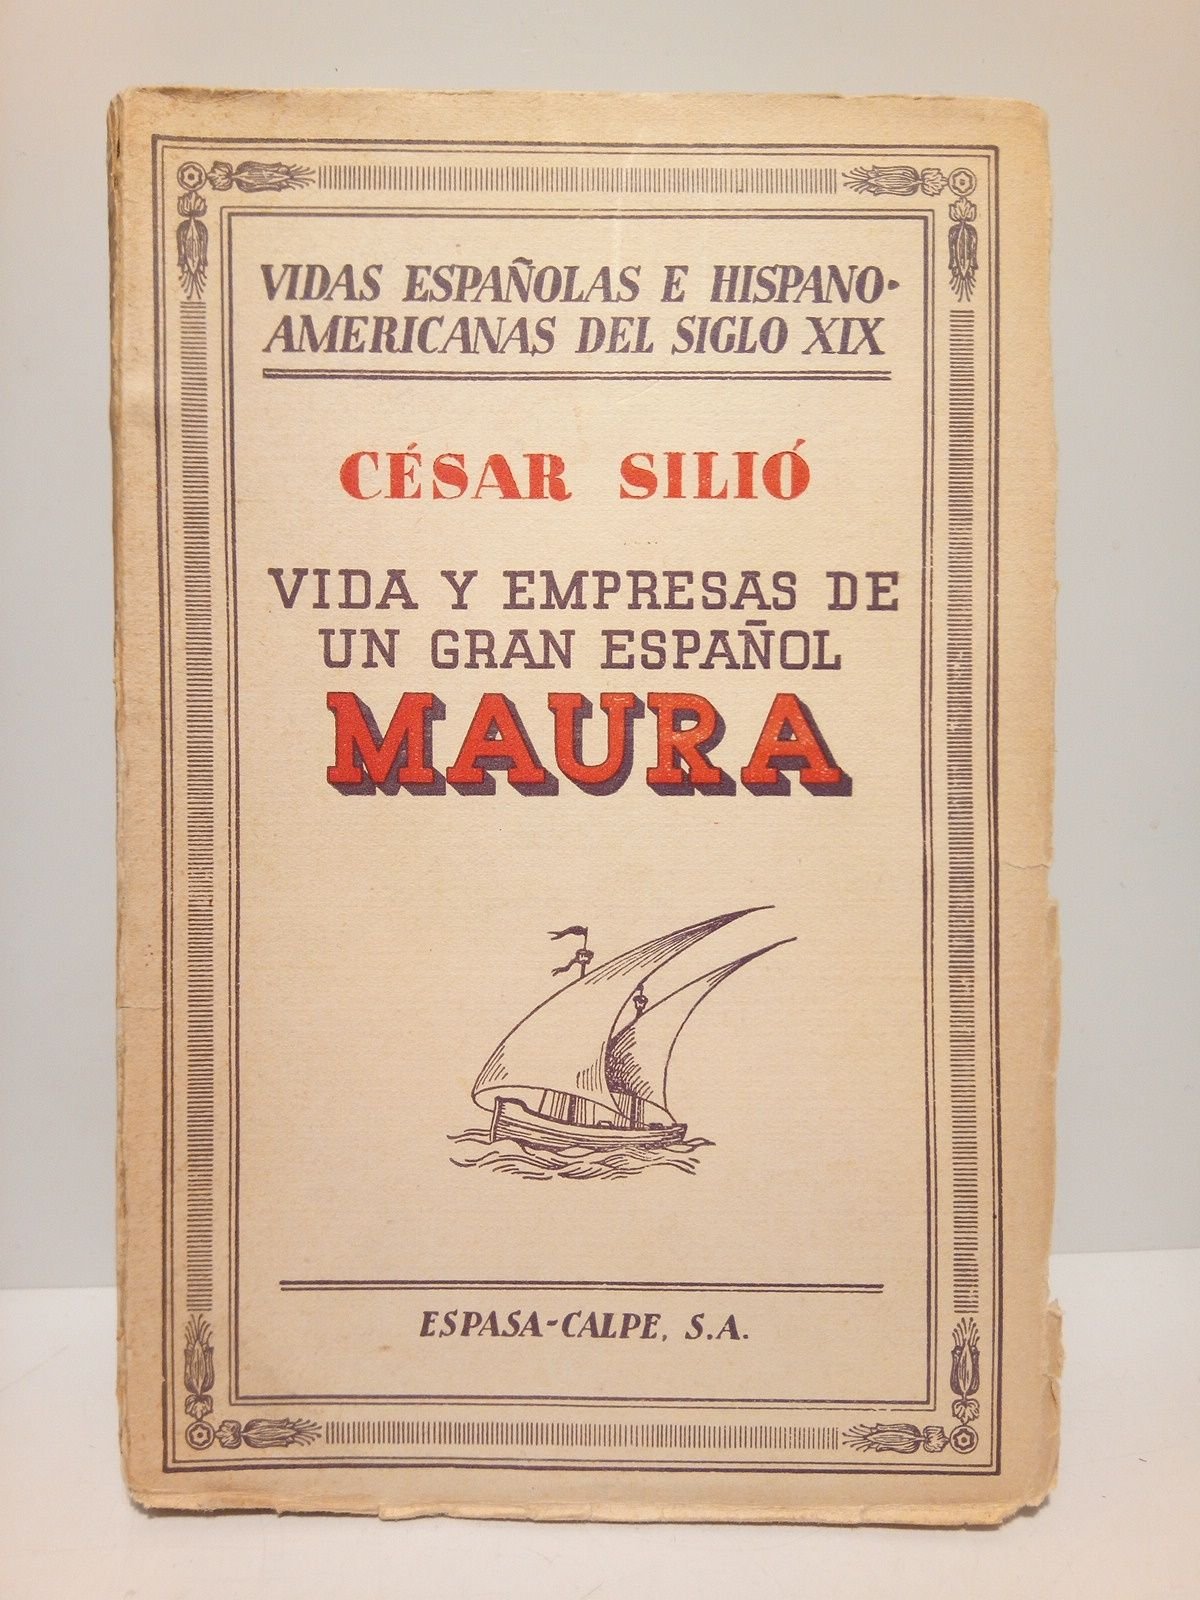 VIDAS ESPAÑOLAS E HISPANO-
AMERICANAS DEL SIGLO XIX
CÉSAR SILIÓ
VIDA Y EMPRESAS DE
UN GRAN ESPAÑOL
MAURA
ESPASA-CALPE, S.A.